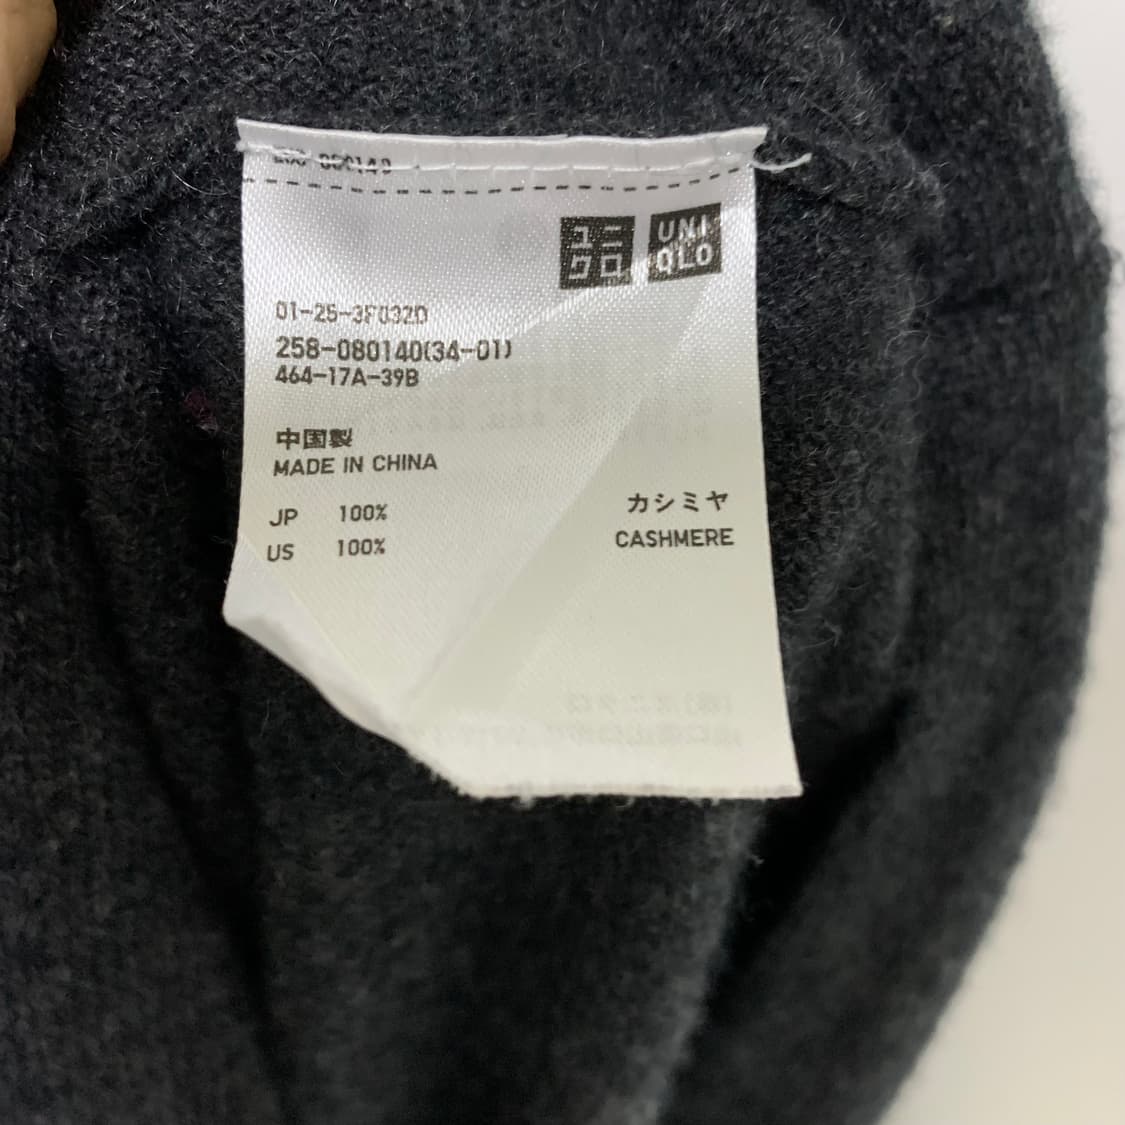 ユニクロ
UNIQLO
01-25-3F032D
258-080140(34-01)
464-17A-39B
中国製
MADE IN CHINA
JP 100% カシミヤ
US 100% CASHMERE